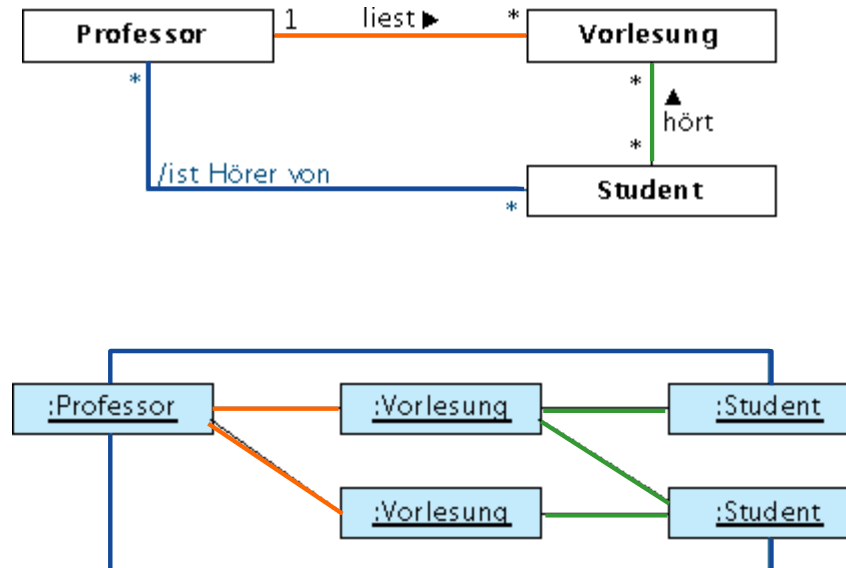 Professor 1 liest ▶ * Vorlesung
* * ▲
hört
*
/ist Hörer von
* Student
:Professor :Vorlesung :Student
:Vorlesung :Student